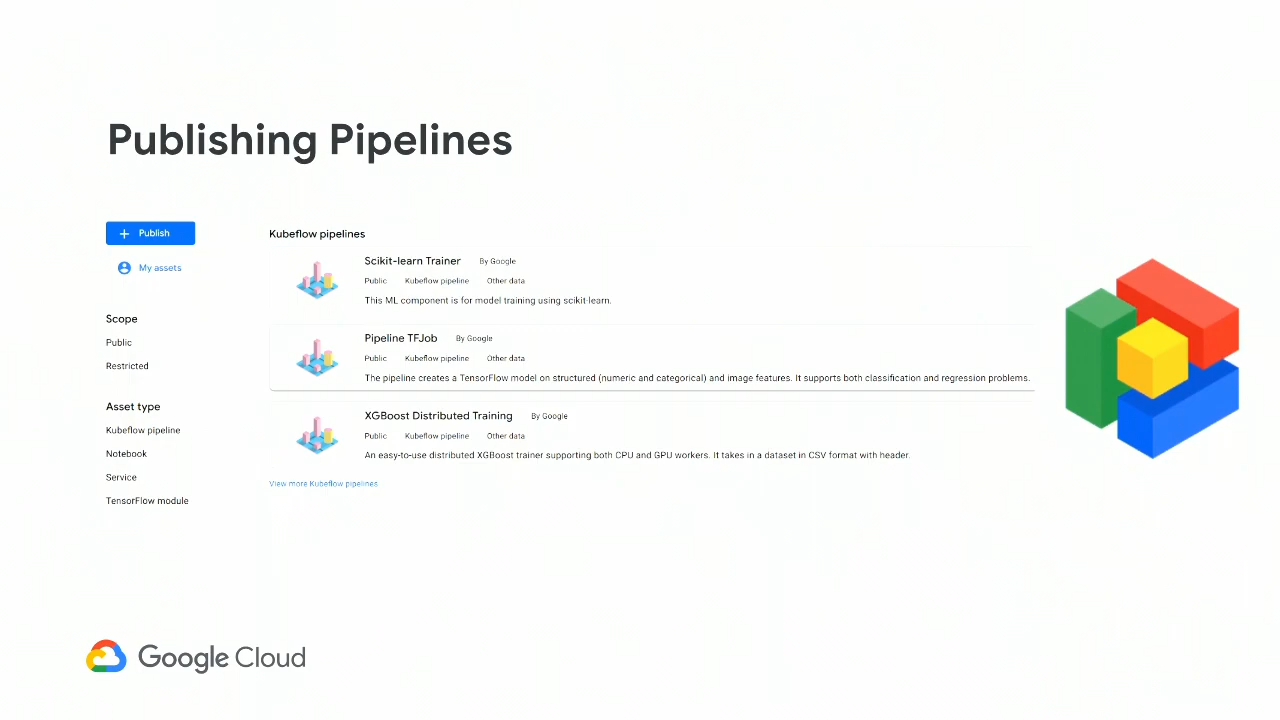 Publishing Pipelines
+ Publish
My assets
Scope
Public
Restricted
Asset type
Kubeflow pipeline
Notebook
Service
TensorFlow module
Kubeflow pipelines
Scikit-learn Trainer By Google
Public Kubeflow pipeline Other data
This ML component is for model training using scikit-learn.
Pipeline TFJob By Google
Public Kubeflow pipeline Other data
The pipeline creates a TensorFlow model on structured (numeric and categorical) and image features. It supports both classification and regression problems.
XGBoost Distributed Training By Google
Public Kubeflow pipeline Other data
An easy-to-use distributed XGBoost trainer supporting both CPU and GPU workers. It takes in a dataset in CSV format with header.
View more Kubeflow pipelines
Google Cloud